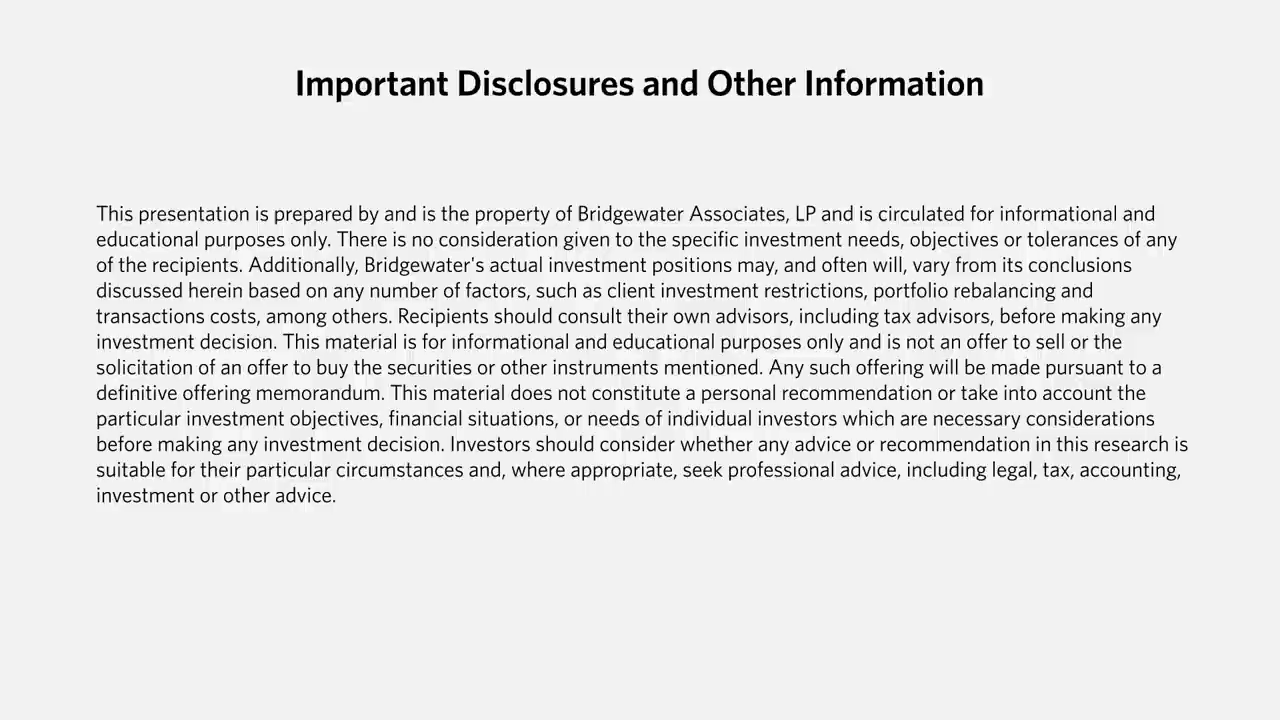 Important Disclosures and Other Information
This presentation is prepared by and is the property of Bridgewater Associates, LP and is circulated for informational and
educational purposes only. There is no consideration given to the specific investment needs, objectives or tolerances of any
of the recipients. Additionally, Bridgewater's actual investment positions may, and often will, vary from its conclusions
discussed herein based on any number of factors, such as client investment restrictions, portfolio rebalancing and
transactions costs, among others. Recipients should consult their own advisors, including tax advisors, before making any
investment decision. This material is for informational and educational purposes only and is not an offer to sell or the
solicitation of an offer to buy the securities or other instruments mentioned. Any such offering will be made pursuant to a
definitive offering memorandum. This material does not constitute a personal recommendation or take into account the
particular investment objectives, financial situations, or needs of individual investors which are necessary considerations
before making any investment decision. Investors should consider whether any advice or recommendation in this research is
suitable for their particular circumstances and, where appropriate, seek professional advice, including legal, tax, accounting,
investment or other advice.